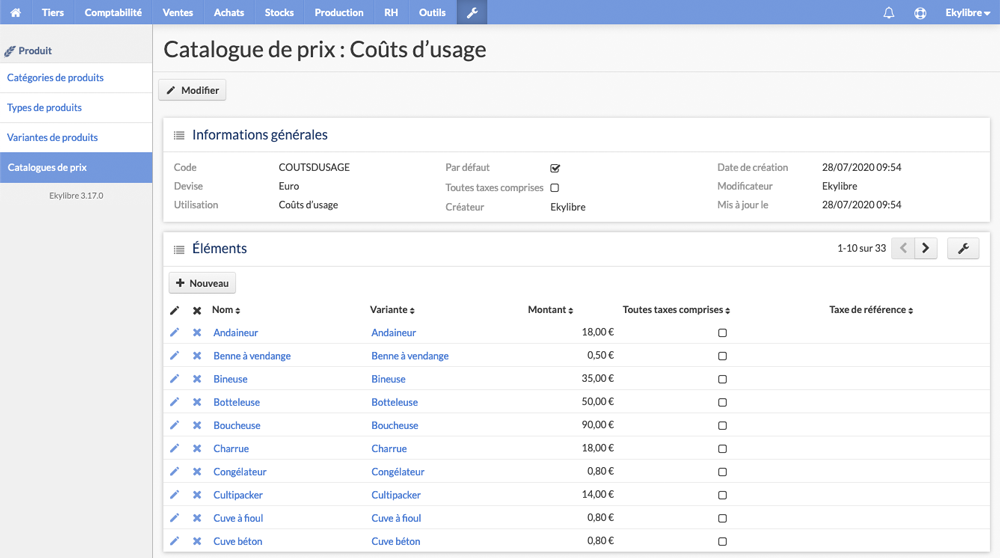 Tiers Comptabilité Ventes Achats Stocks Production RH Outils Ekylibre
Produit
Catégories de produits
Types de produits
Variantes de produits
Catalogues de prix
Ekylibre 3.17.0
Catalogue de prix : Coûts d’usage
Modifier
Informations générales
Code COUTSDUSAGE Par défaut Date de création 28/07/2020 09:54
Devise Euro Toutes taxes comprises Modificateur Ekylibre
Utilisation Coûts d’usage Créateur Ekylibre Mis à jour le 28/07/2020 09:54
Éléments 1-10 sur 33
Nouveau
Nom Variante Montant Toutes taxes comprises Taxe de référence
Andaineur Andaineur 18,00 €
Benne à vendange Benne à vendange 0,50 €
Bineuse Bineuse 35,00 €
Botteleuse Botteleuse 50,00 €
Boucheuse Boucheuse 90,00 €
Charrue Charrue 18,00 €
Congélateur Congélateur 0,80 €
Cultipacker Cultipacker 14,00 €
Cuve à fioul Cuve à fioul 0,80 €
Cuve béton Cuve béton 0,80 €